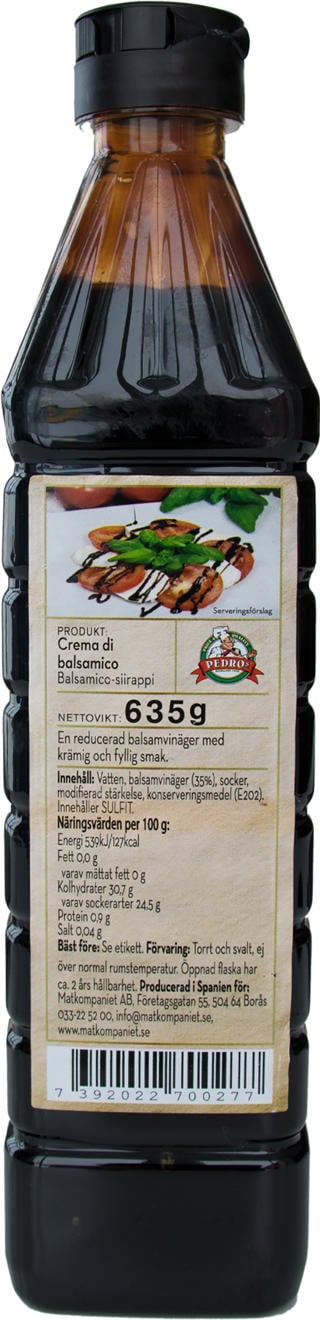 Serveringsförslag
PRODUKT:
Crema di
balsamico
Balsamico-siirappi
PEDRO'S
NETTOVIKT: 635g
En reducerad balsamvinäger med
krämig och fyllig smak.
Innehåll: Vatten, balsamvinäger (35%), socker,
modifierad stärkelse, konserveringsmedel (E202).
Innehåller SULFIT.
Näringsvärden per 100 g:
Energi 539kJ/127kcal
Fett 0,0 g
varav mättat fett 0 g
Kolhydrater 30,7 g
varav sockerarter 24,5 g
Protein 0,9 g
Salt 0,04 g
Bäst före: Se etikett. Förvaring: Torrt och svalt, ej
över normal rumstemperatur. Öppnad flaska har
ca. 2 års hållbarhet. Producerad i Spanien för:
Matkompaniet AB, Företagsgatan 55, 504 64 Borås
033-22 52 00, info@matkompaniet.se,
www.matkompaniet.se
7 392022 700277